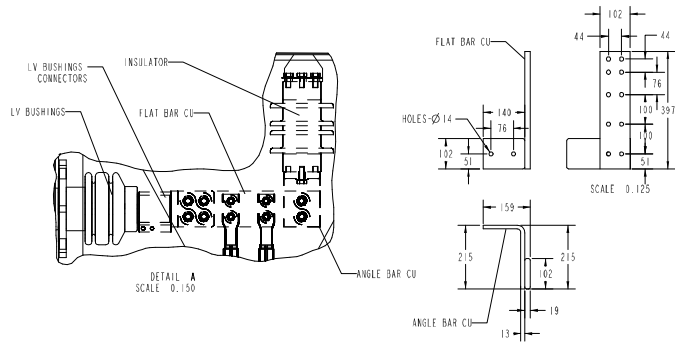 LV BUSHINGS
CONNECTORS
LV BUSHINGS
INSULATOR
FLAT BAR CU
ANGLE BAR CU
DETAIL A
SCALE 0.150
FLAT BAR CU
HOLES-Ø14
140
76
102
51
102
44
44
76
100
100
397
51
SCALE 0.125
159
215
215
102
19
13
ANGLE BAR CU